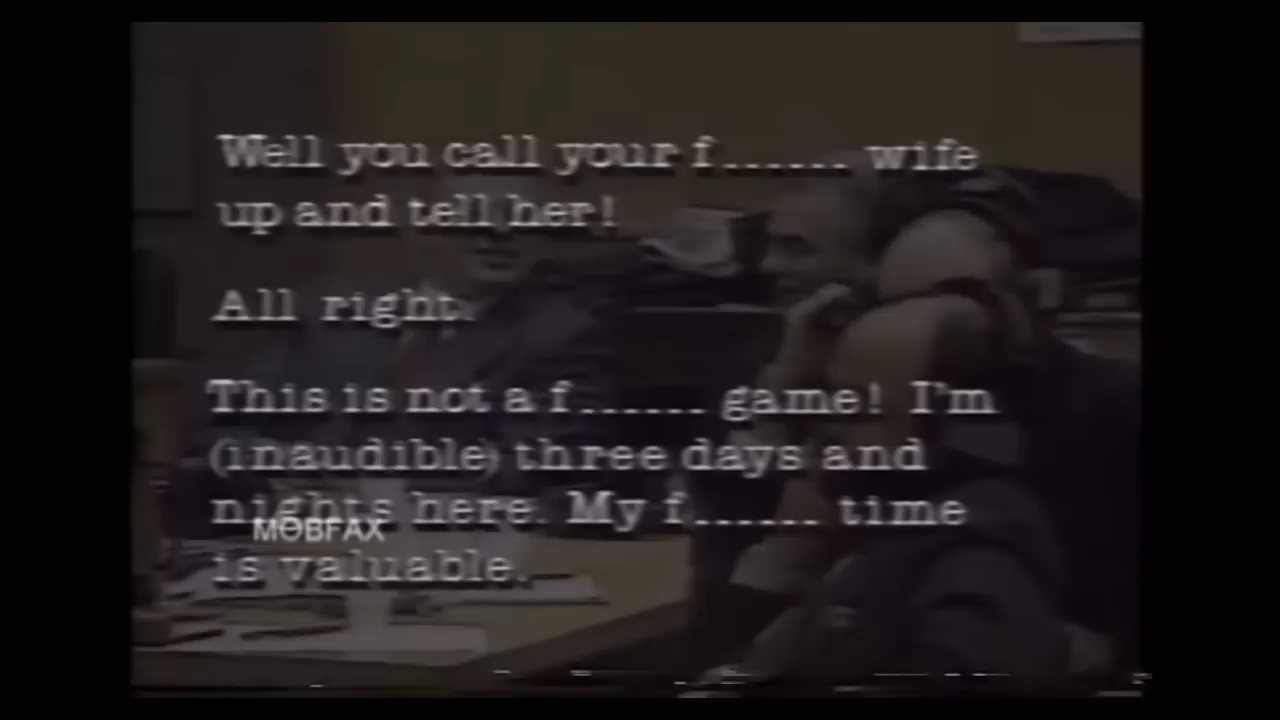 Well you call your f...... wife
up and tell her!
All right.
This is not a f...... game! I'm
(inaudible) three days and
nights here. My f...... time
MOBFAX
is valuable.